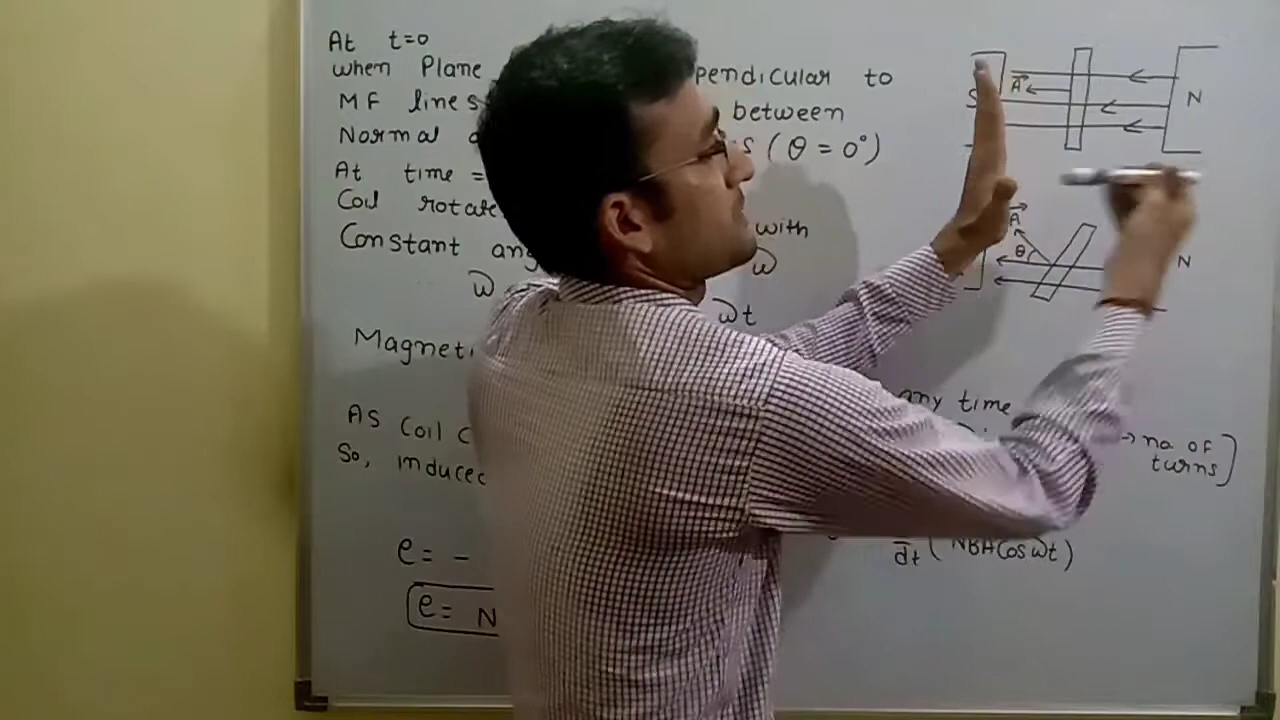 At t=0
when Plane pendicular to
MF lines between
Normal s (θ = 0°)
At time =
Coil rotate with
Constant ang ω
ω ωt
Magneti
any time
As coil c → no. of
So, induced turns]
e = - d/dt (NBA Cos ωt)
e = N
S A⃗ N
A⃗
θ N